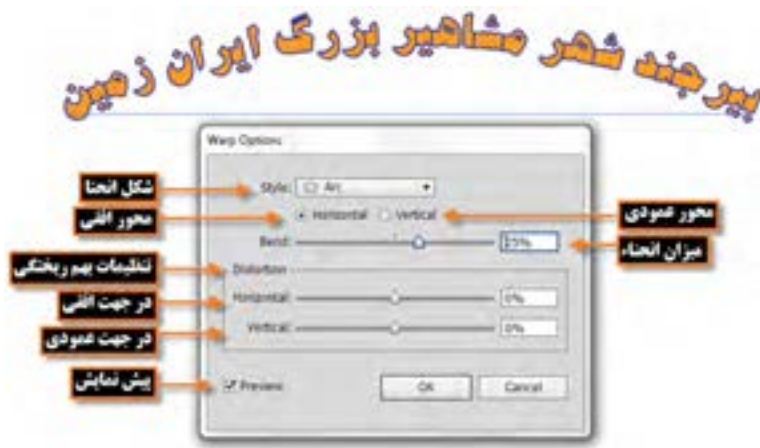 بیرجند شهر مشاهیر بزرگ ایران زمین
Warp Options
شکل انحنا
Style: Arc
محور افقی
Horizontal Vertical
محور عمودی
Bend: 25%
میزان انحناء
تنظیمات بهم ریختگی
Distortion
در جهت افقی
Horizontal: 0%
در جهت عمودی
Vertical: 0%
پیش نمایش
Preview
OK Cancel